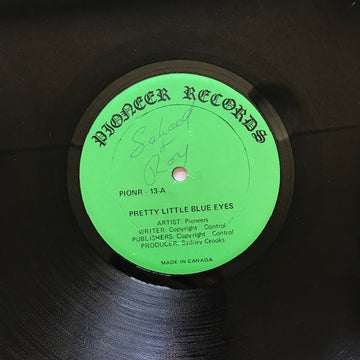 PIONEER RECORDS
Saheed
&
Roy
PIONR - 13-A
PRETTY LITTLE BLUE EYES
ARTIST: Pioneers
WRITER: Copyright Control
PUBLISHERS: Copyright Control
PRODUCER: Sydney Crooks
MADE IN CANADA